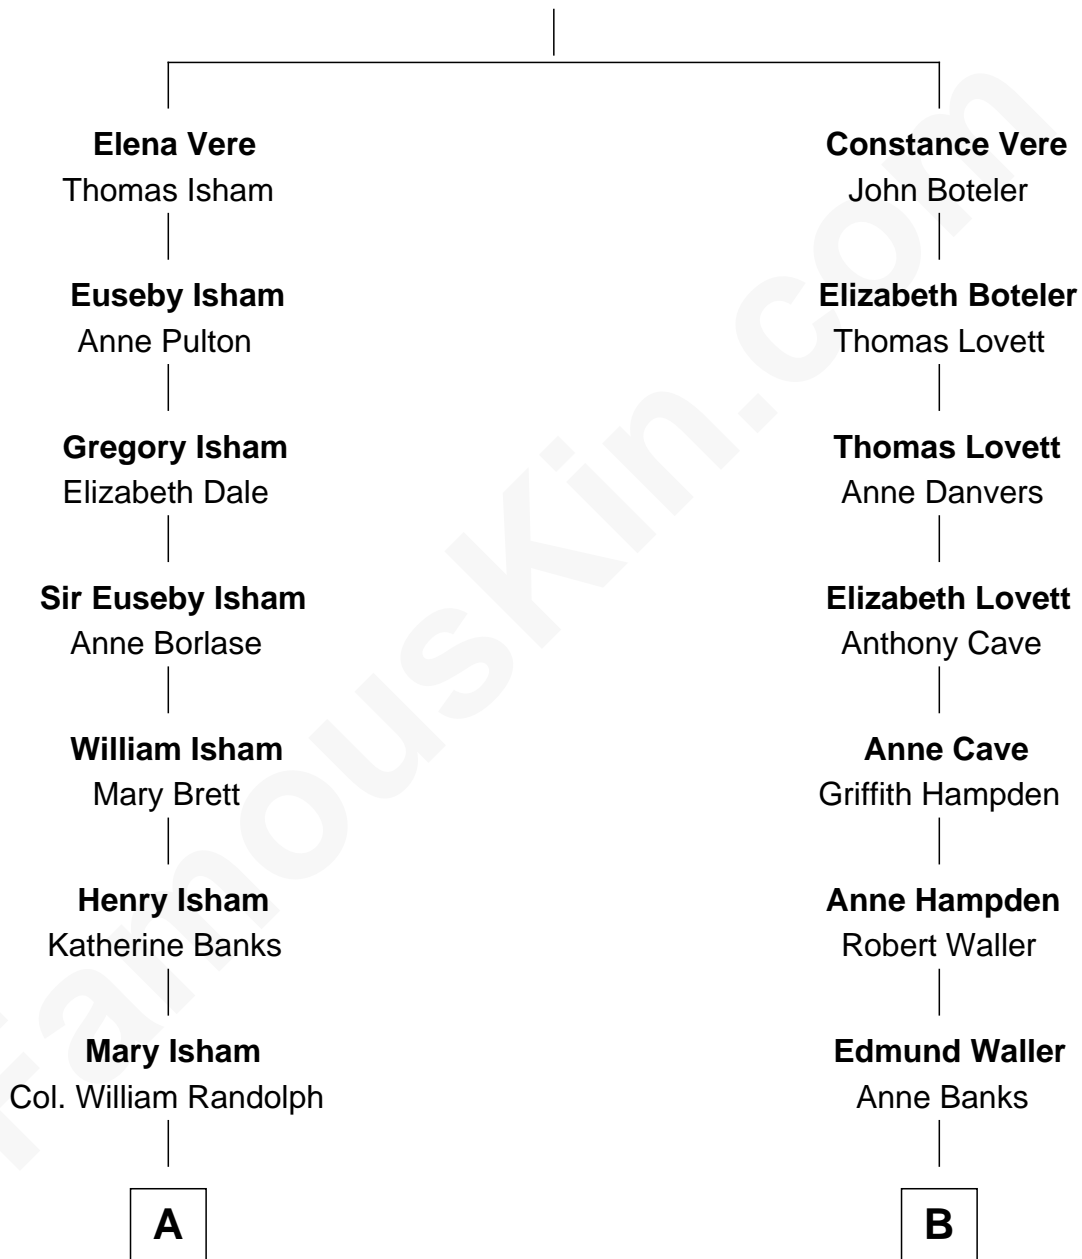 Elena Vere
Thomas Isham
Euseby Isham
Anne Pulton
Gregory Isham
Elizabeth Dale
Sir Euseby Isham
Anne Borlase
William Isham
Mary Brett
Henry Isham
Katherine Banks
Mary Isham
Col. William Randolph
A
Constance Vere
John Boteler
Elizabeth Boteler
Thomas Lovett
Thomas Lovett
Anne Danvers
Elizabeth Lovett
Anthony Cave
Anne Cave
Griffith Hampden
Anne Hampden
Robert Waller
Edmund Waller
Anne Banks
B
FamousKin.com